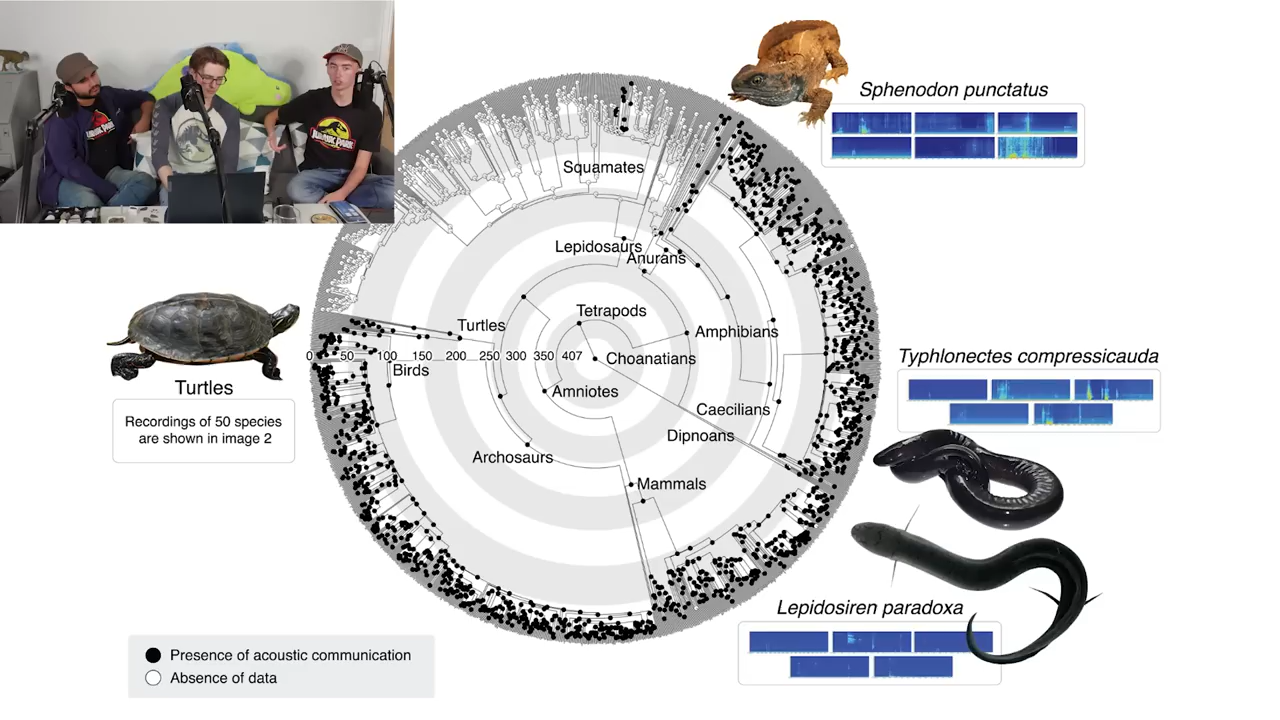 JURASSIC PARK
Sphenodon punctatus
Squamates
Lepidosaurs
Anurans
Tetrapods
Turtles
Amphibians
0 50 100 150 200 250 300 350 407
Choanatians
Birds
Amniotes
Caecilians
Dipnoans
Archosaurs
Mammals
Turtles
Recordings of 50 species
are shown in image 2
Typhlonectes compressicauda
Lepidosiren paradoxa
Presence of acoustic communication
Absence of data